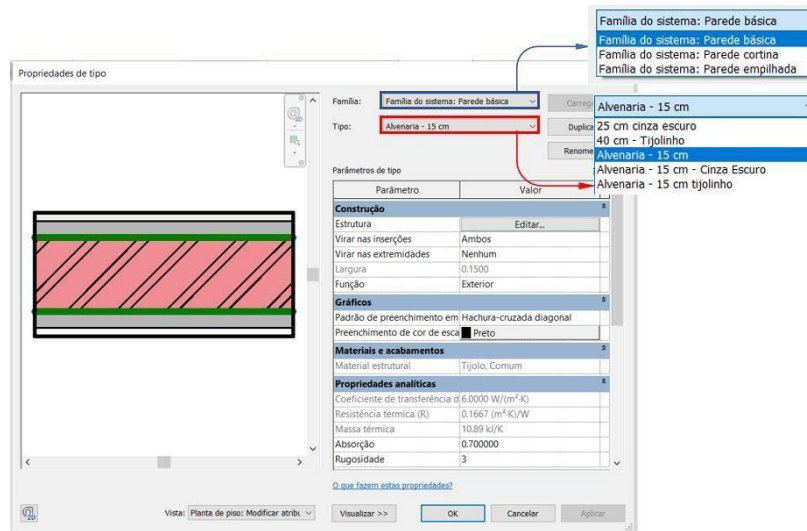 Família do sistema: Parede básica
Família do sistema: Parede básica
Família do sistema: Parede cortina
Família do sistema: Parede empilhada
Propriedades de tipo
Família: Família do sistema: Parede básica Carreg
Tipo: Alvenaria - 15 cm Duplica
Renome
Alvenaria - 15 cm
25 cm cinza escuro
40 cm - Tijolinho
Alvenaria - 15 cm
Alvenaria - 15 cm - Cinza Escuro
Alvenaria - 15 cm tijolinho
Parâmetros de tipo
Parâmetro Valor
Construção
Estrutura Editar...
Virar nas inserções Ambos
Virar nas extremidades Nenhum
Largura 0.1500
Função Exterior
Gráficos
Padrão de preenchimento em Hachura-cruzada diagonal
Preenchimento de cor de esca Preto
Materiais e acabamentos
Material estrutural Tijolo, Comum
Propriedades analíticas
Coeficiente de transferência d 6.0000 W/(m²·K)
Resistência térmica (R) 0.1667 (m²·K)/W
Massa térmica 10.89 kJ/K
Absorção 0.700000
Rugosidade 3
O que fazem estas propriedades?
Vista: Planta de piso: Modificar atribu Visualizar >> OK Cancelar Aplicar